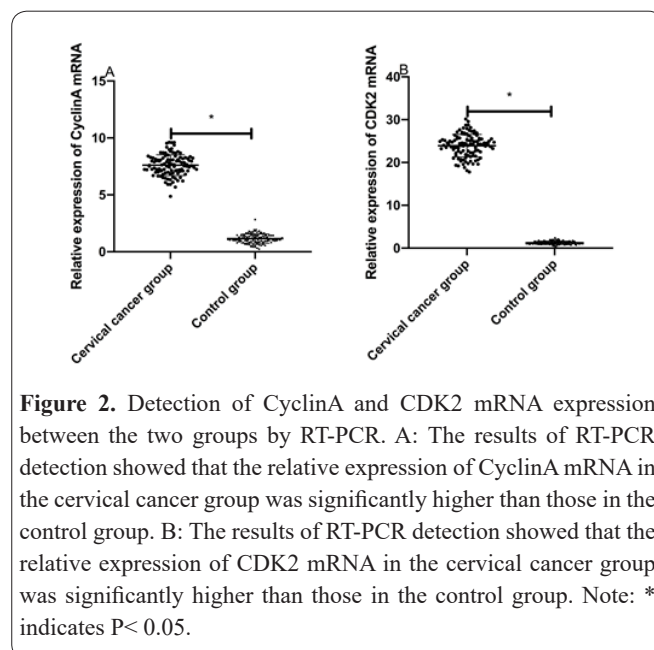 A
B
Relative expression of CyclinA mRNA
15
10
5
0
*
Cervical cancer group
Control group
Relative expression of CDK2 mRNA
40
30
20
10
0
*
Cervical cancer group
Control group
Figure 2. Detection of CyclinA and CDK2 mRNA expression
between the two groups by RT-PCR. A: The results of RT-PCR
detection showed that the relative expression of CyclinA mRNA in
the cervical cancer group was significantly higher than those in the
control group. B: The results of RT-PCR detection showed that the
relative expression of CDK2 mRNA in the cervical cancer group
was significantly higher than those in the control group. Note: *
indicates P< 0.05.